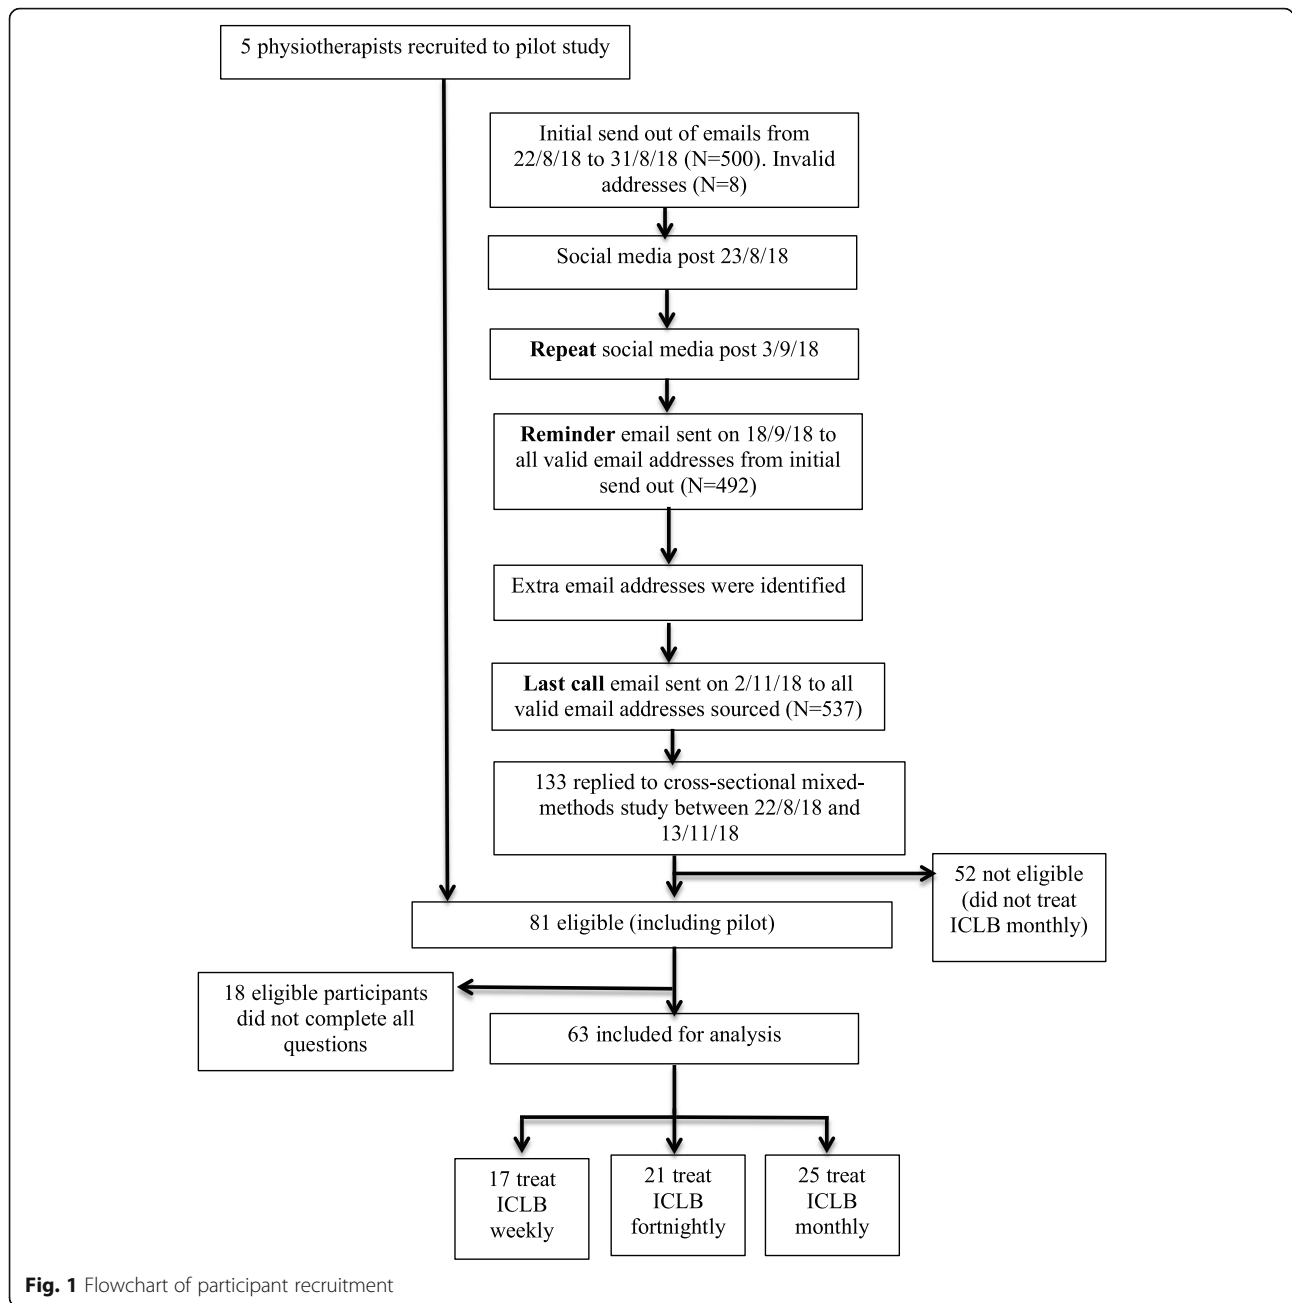 5 physiotherapists recruited to pilot study
Initial send out of emails from
22/8/18 to 31/8/18 (N=500). Invalid
addresses (N=8)
Social media post 23/8/18
Repeat social media post 3/9/18
Reminder email sent on 18/9/18 to
all valid email addresses from initial
send out (N=492)
Extra email addresses were identified
Last call email sent on 2/11/18 to all
valid email addresses sourced (N=537)
133 replied to cross-sectional mixed-
methods study between 22/8/18 and
13/11/18
52 not eligible
(did not treat
ICLB monthly)
81 eligible (including pilot)
18 eligible participants
did not complete all
questions
63 included for analysis
17 treat
ICLB
weekly
21 treat
ICLB
fortnightly
25 treat
ICLB
monthly
Fig. 1 Flowchart of participant recruitment